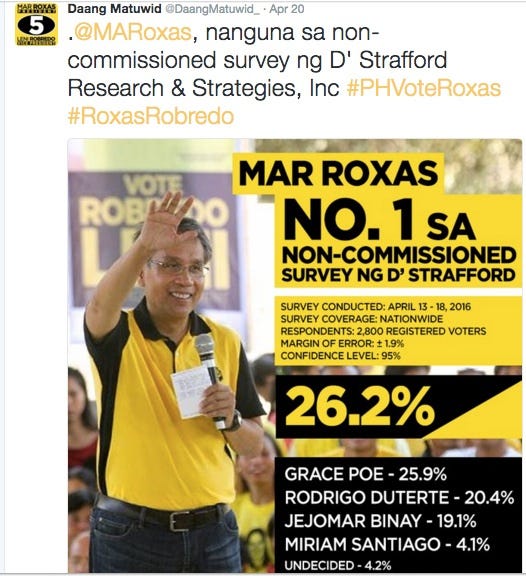 MAR ROXAS
PRESIDENT
5
LENI ROBREDO
VICE PRESIDENT
Daang Matuwid @DaangMatuwid_ · Apr 20
.@MARoxas, nanguna sa non-
commissioned survey ng D' Strafford
Research & Strategies, Inc #PHVoteRoxas
#RoxasRobredo
VOTE
ROBREDO
LENI
MAR ROXAS
NO. 1 SA
NON-COMMISSIONED
SURVEY NG D' STRAFFORD
SURVEY CONDUCTED: APRIL 13 - 18, 2016
SURVEY COVERAGE: NATIONWIDE
RESPONDENTS: 2,800 REGISTERED VOTERS
MARGIN OF ERROR: ± 1.9%
CONFIDENCE LEVEL: 95%
26.2%
GRACE POE - 25.9%
RODRIGO DUTERTE - 20.4%
JEJOMAR BINAY - 19.1%
MIRIAM SANTIAGO - 4.1%
UNDECIDED - 4.2%